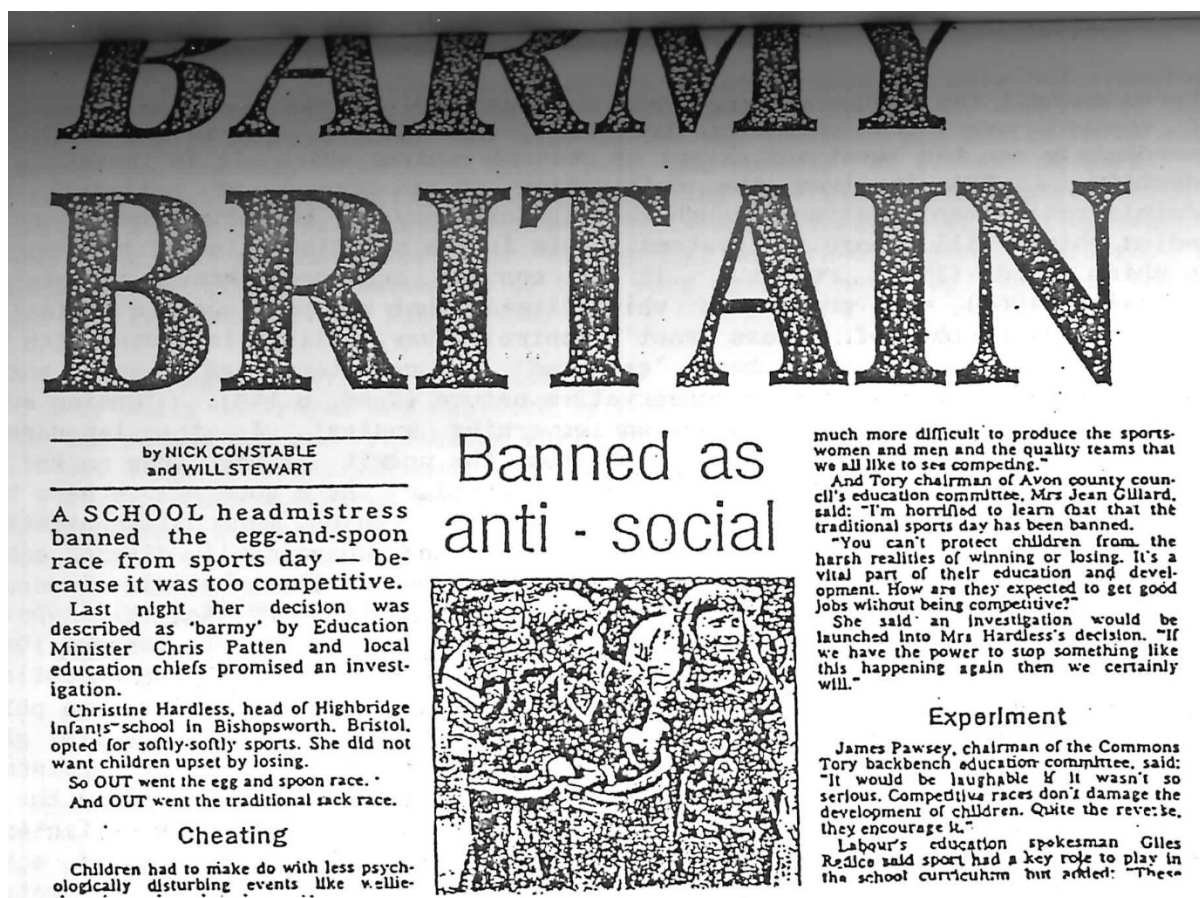 BARMY
BRITAIN
by NICK CONSTABLE
and WILL STEWART
A SCHOOL headmistress
banned the egg-and-spoon
race from sports day — be-
cause it was too competitive.
Last night her decision was
described as 'barmy' by Education
Minister Chris Patten and local
education chiefs promised an invest-
igation.
Christine Hardless, head of Highbridge
infants' school in Bishopsworth, Bristol,
opted for softly-softly sports. She did not
want children upset by losing.
So OUT went the egg and spoon race.
And OUT went the traditional sack race.
Cheating
Children had to make do with less psych-
ologically disturbing events like wellie-
Banned as
anti - social
much more difficult to produce the sports-
women and men and the quality teams that
we all like to see competing."
And Tory chairman of Avon county coun-
cil's education committee, Mrs Jean Gillard,
said: "I'm horrified to learn that that the
traditional sports day has been banned.
"You can't protect children from the
harsh realities of winning or losing. It's a
vital part of their education and devel-
opment. How are they expected to get good
jobs without being competitive?"
She said an investigation would be
launched into Mrs Hardless's decision. "If
we have the power to stop something like
this happening again then we certainly
will."
Experiment
James Pawsey, chairman of the Commons
Tory backbench education committee, said:
"It would be laughable if it wasn't so
serious. Competitive races don't damage the
development of children. Quite the reverse,
they encourage it."
Labour's education spokesman Giles
Radice said sport had a key role to play in
the school curriculum but added: "These